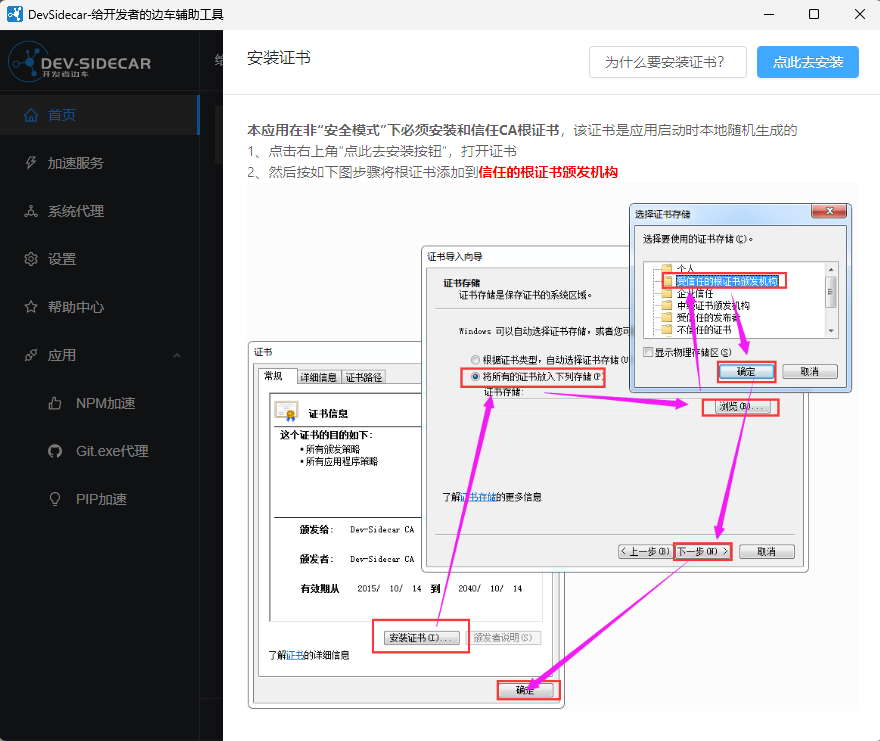 DevSidecar-给开发者的边车辅助工具
DEV-SIDECAR
开发者边车
首页
加速服务
系统代理
设置
帮助中心
应用
NPM加速
Git.exe代理
PIP加速
安装证书
为什么要安装证书?
点此去安装
本应用在非“安全模式”下必须安装和信任CA根证书，该证书是应用启动时本地随机生成的
1、点击右上角“点此去安装按钮”，打开证书
2、然后按如下图步骤将根证书添加到信任的根证书颁发机构
选择证书存储
选择要使用的证书存储(C)。
个人
受信任的根证书颁发机构
企业信任
中级证书颁发机构
受信任的发布者
不信任的证书
显示物理存储区(S)
确定
取消
证书导入向导
证书存储
证书存储是保存证书的系统区域。
Windows 可以自动选择证书存储，或者您可
根据证书类型，自动选择证书存储(U
将所有的证书放入下列存储(P)
证书存储:
浏览(R)...
了解证书存储的更多信息
< 上一步(B)
下一步(N) >
取消
证书
常规
详细信息
证书路径
证书信息
这个证书的目的如下:
•所有颁发策略
•所有应用程序策略
颁发给: Dev-Sidecar CA
颁发者: Dev-Sidecar CA
有效期从 2015/ 10/ 14 到 2040/ 10/ 14
安装证书(I)...
颁发者说明(S)
了解证书的详细信息
确定